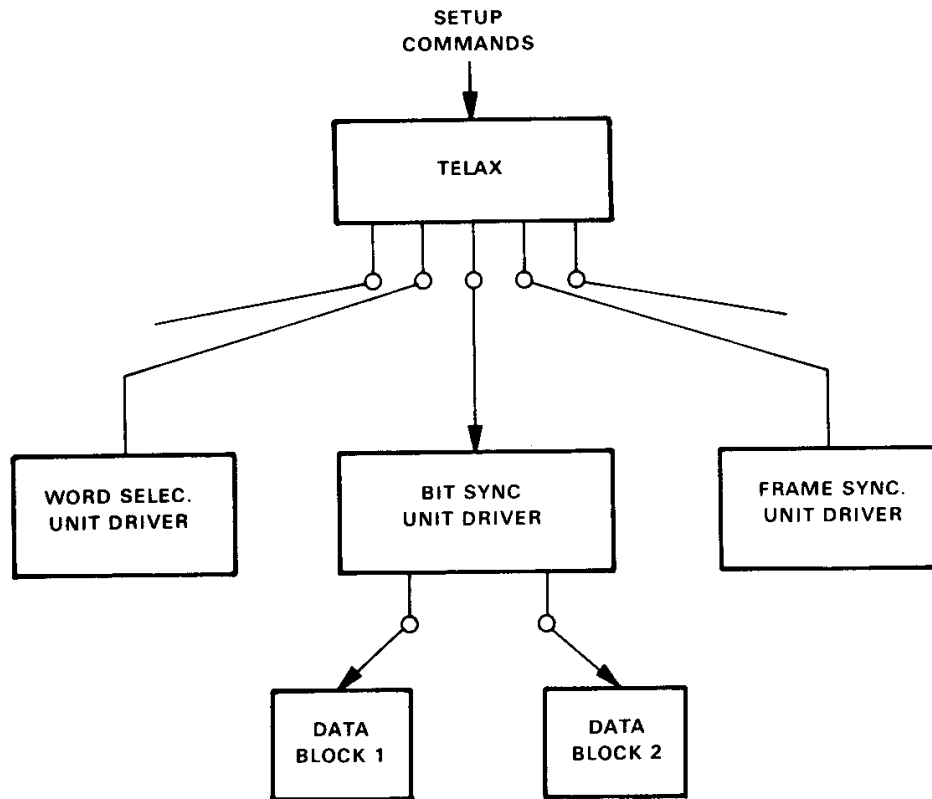 SETUP
COMMANDS
TELAX
WORD SELEC.
UNIT DRIVER
BIT SYNC
UNIT DRIVER
FRAME SYNC.
UNIT DRIVER
DATA
BLOCK 1
DATA
BLOCK 2